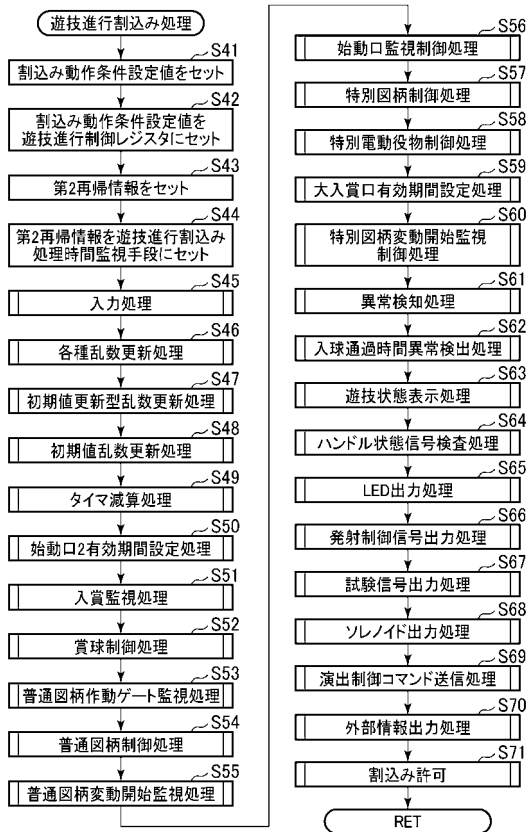 遊技進行割込み処理
S41
割込み動作条件設定値をセット
S42
割込み動作条件設定値を
遊技進行制御レジスタにセット
S43
第2再帰情報をセット
S44
第2再帰情報を遊技進行割込み
処理時間監視手段にセット
S45
入力処理
S46
各種乱数更新処理
S47
初期値更新型乱数更新処理
S48
初期値乱数更新処理
S49
タイマ減算処理
S50
始動口2有効期間設定処理
S51
入賞監視処理
S52
賞球制御処理
S53
普通図柄作動ゲート監視処理
S54
普通図柄制御処理
S55
普通図柄変動開始監視処理
S56
始動口監視制御処理
S57
特別図柄制御処理
S58
特別電動役物制御処理
S59
大入賞口有効期間設定処理
S60
特別図柄変動開始監視
制御処理
S61
異常検知処理
S62
入球通過時間異常検出処理
S63
遊技状態表示処理
S64
ハンドル状態信号検査処理
S65
LED出力処理
S66
発射制御信号出力処理
S67
試験信号出力処理
S68
ソレノイド出力処理
S69
演出制御コマンド送信処理
S70
外部情報出力処理
S71
割込み許可
RET